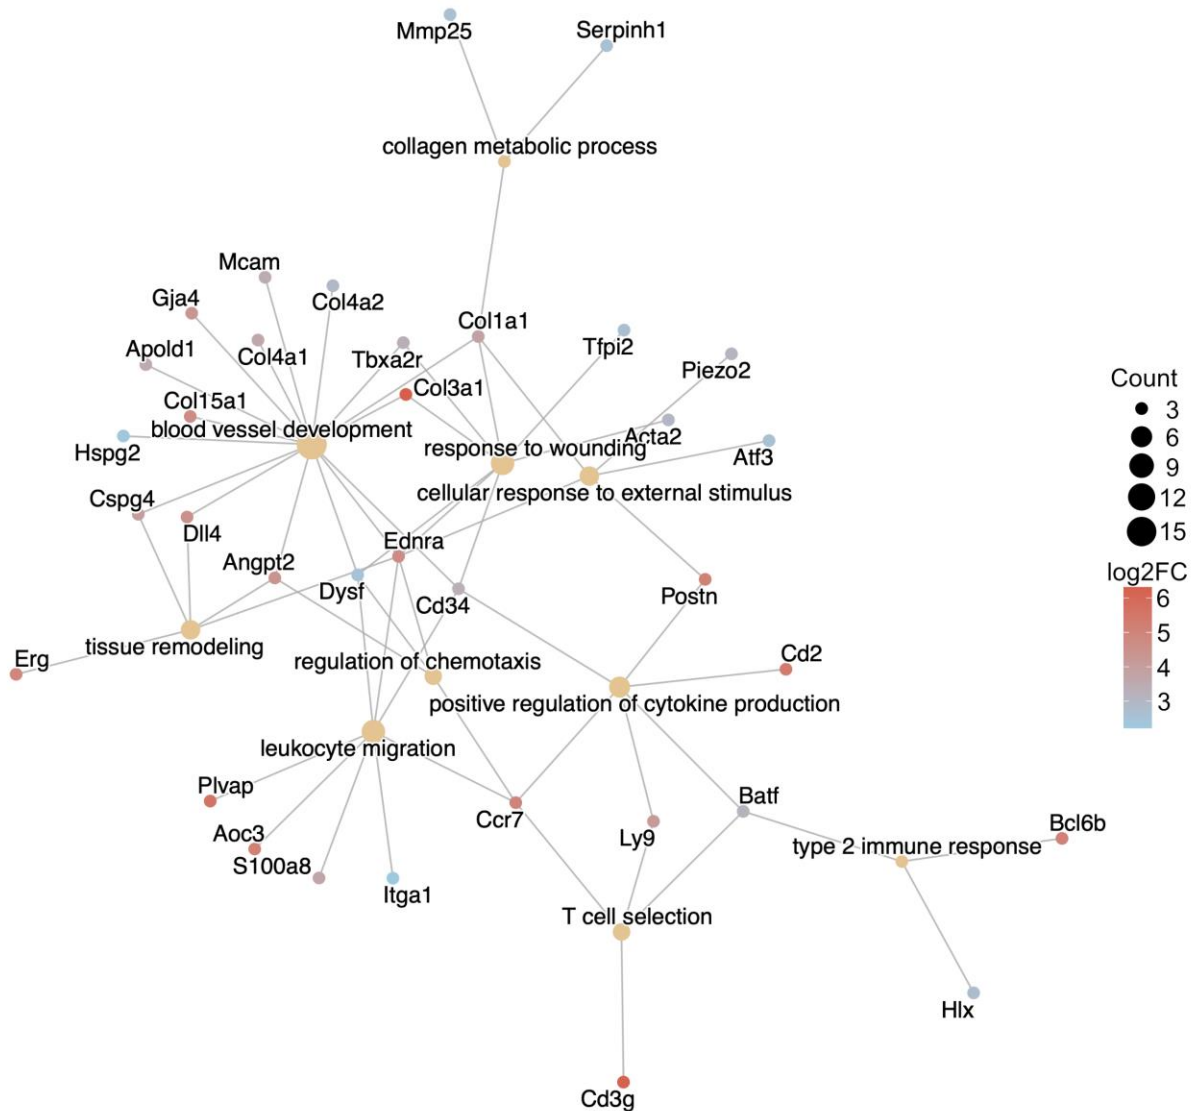 Mmp25
Serpinh1
collagen metabolic process
Mcam
Gja4
Col4a2
Col1a1
Apold1
Col4a1
Tbxa2r
Tfpi2
Piezo2
Count
3
6
9
12
15
Col3a1
Col15a1
blood vessel development
Acta2
response to wounding
Hspg2
Atf3
cellular response to external stimulus
Cspg4
Dll4
Ednra
Angpt2
Dysf
Cd34
Postn
log2FC
6
5
4
3
tissue remodeling
Erg
regulation of chemotaxis
Cd2
positive regulation of cytokine production
leukocyte migration
Plvap
Batf
Ccr7
Bcl6b
Aoc3
Ly9
type 2 immune response
S100a8
Itga1
T cell selection
Hlx
Cd3g